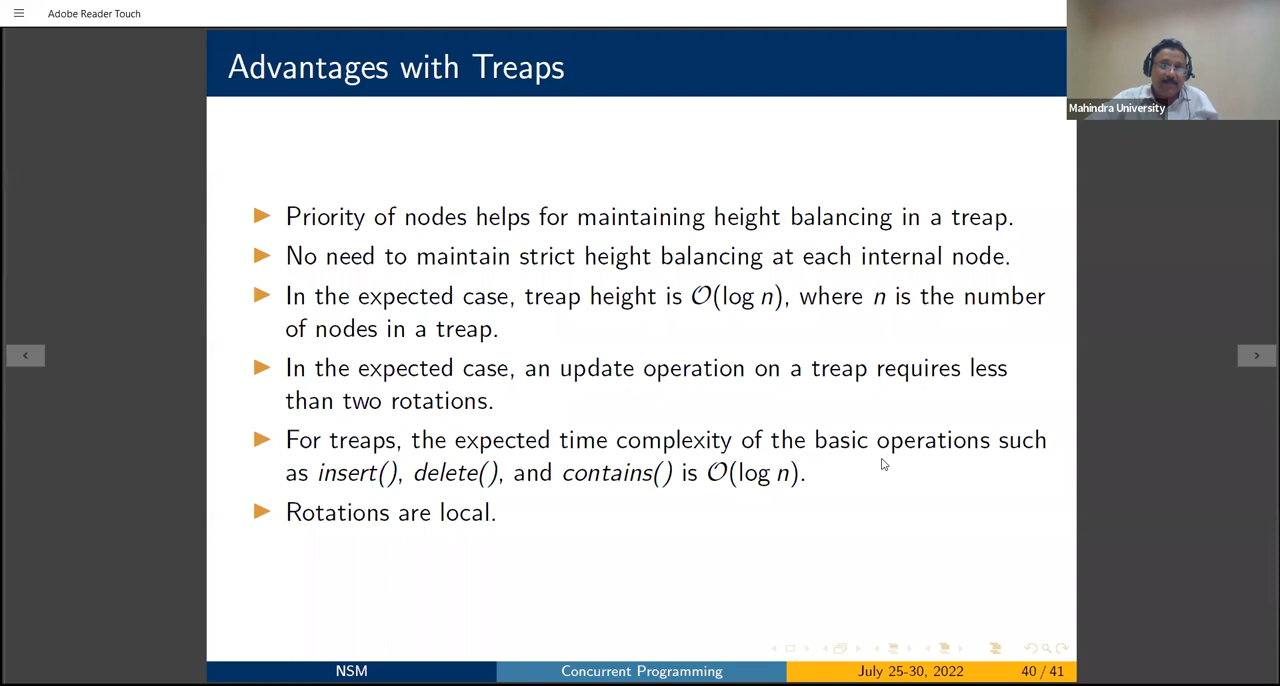 Adobe Reader Touch
Advantages with Treaps
Mahindra University
Priority of nodes helps for maintaining height balancing in a treap.
No need to maintain strict height balancing at each internal node.
In the expected case, treap height is O(log n), where n is the number
of nodes in a treap.
In the expected case, an update operation on a treap requires less
than two rotations.
For treaps, the expected time complexity of the basic operations such
as insert(), delete(), and contains() is O(log n).
Rotations are local.
NSM
Concurrent Programming
July 25-30, 2022
40 / 41